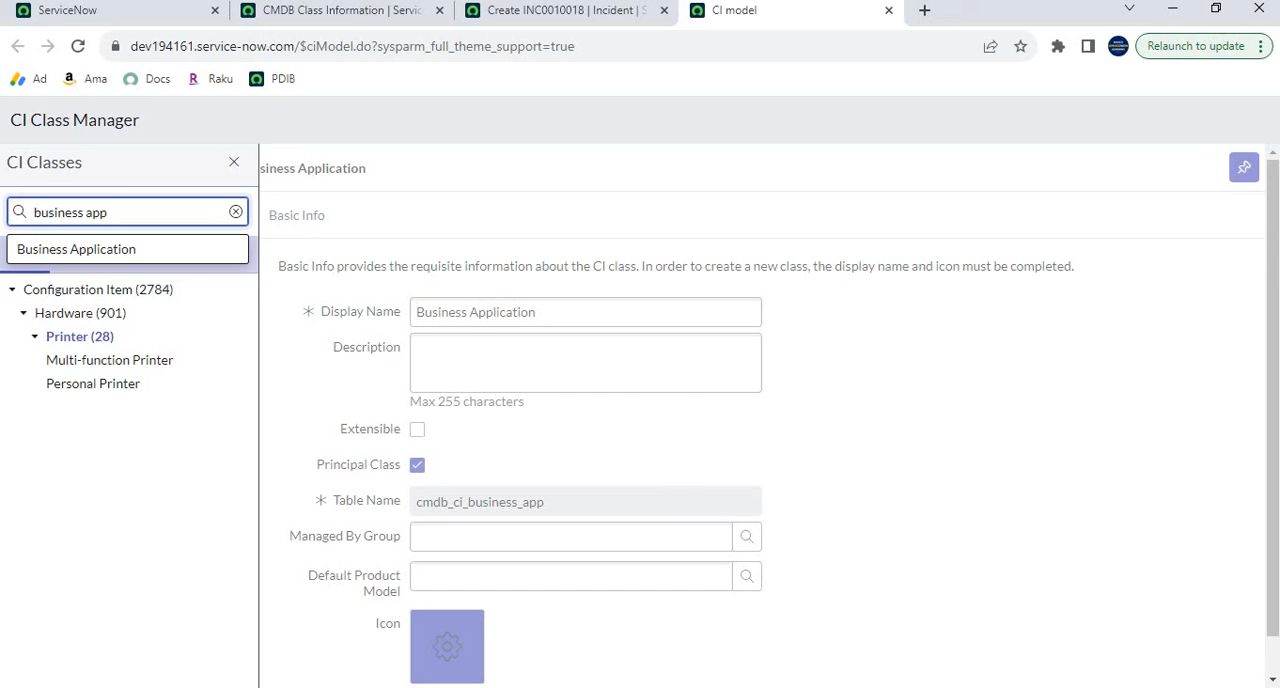 ServiceNow
CMDB Class Information | Servic
Create INC0010018 | Incident | S
CI model
dev194161.service-now.com/$ciModel.do?sysparm_full_theme_support=true
Relaunch to update
Ad
Ama
Docs
Raku
PDIB
CI Class Manager
CI Classes
siness Application
business app
Basic Info
Business Application
Basic Info provides the requisite information about the CI class. In order to create a new class, the display name and icon must be completed.
Configuration Item (2784)
Hardware (901)
Printer (28)
Multi-function Printer
Personal Printer
Display Name
Business Application
Description
Max 255 characters
Extensible
Principal Class
Table Name
cmdb_ci_business_app
Managed By Group
Default Product
Model
Icon